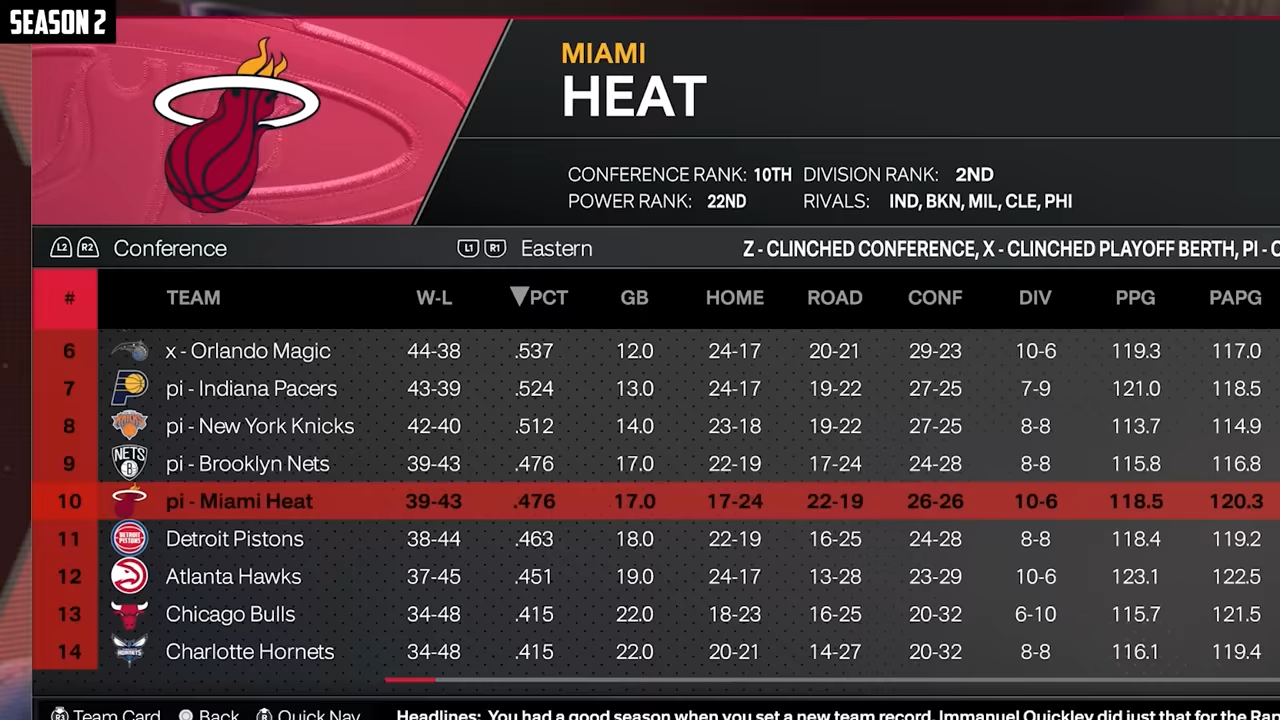 SEASON 2
MIAMI
HEAT
CONFERENCE RANK: 10TH DIVISION RANK: 2ND
POWER RANK: 22ND RIVALS: IND, BKN, MIL, CLE, PHI
L2 R2 Conference L1 R1 Eastern Z - CLINCHED CONFERENCE, X - CLINCHED PLAYOFF BERTH, PI - C
# TEAM W-L PCT GB HOME ROAD CONF DIV PPG PAPG
6 x - Orlando Magic 44-38 .537 12.0 24-17 20-21 29-23 10-6 119.3 117.0
7 pi - Indiana Pacers 43-39 .524 13.0 24-17 19-22 27-25 7-9 121.0 118.5
8 pi - New York Knicks 42-40 .512 14.0 23-18 19-22 27-25 8-8 113.7 114.9
NETS B
9 pi - Brooklyn Nets 39-43 .476 17.0 22-19 17-24 24-28 8-8 115.8 116.8
10 pi - Miami Heat 39-43 .476 17.0 17-24 22-19 26-26 10-6 118.5 120.3
11 Detroit Pistons 38-44 .463 18.0 22-19 16-25 24-28 8-8 118.4 119.2
12 Atlanta Hawks 37-45 .451 19.0 24-17 13-28 23-29 10-6 123.1 122.5
13 Chicago Bulls 34-48 .415 22.0 18-23 16-25 20-32 6-10 115.7 121.5
14 Charlotte Hornets 34-48 .415 22.0 20-21 14-27 20-32 8-8 116.1 119.4
Team Card Back Quick Nav Headlines: You had a good season when you set a new team record. Immanuel Quickley did just that for the Rap